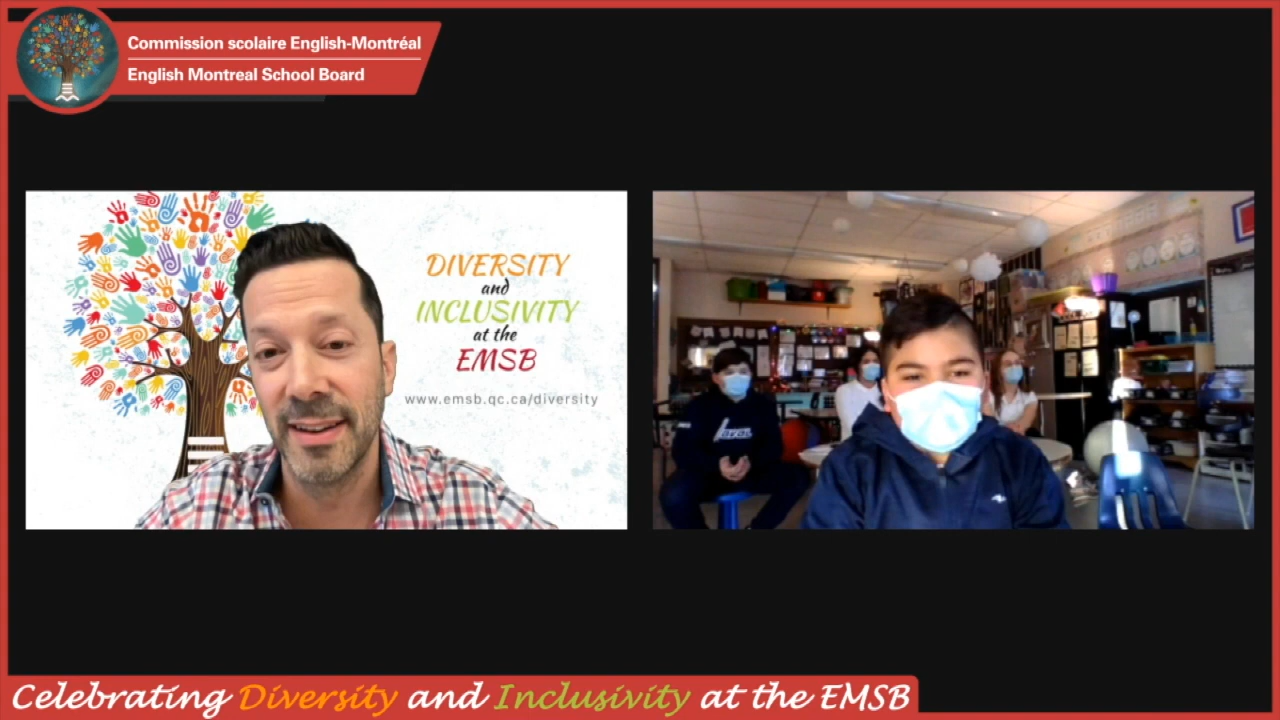 Commission scolaire English-Montréal
English Montreal School Board
DIVERSITY
and
INCLUSIVITY
at the
EMSB
www.emsb.qc.ca/diversity
Celebrating Diversity and Inclusivity at the EMSB